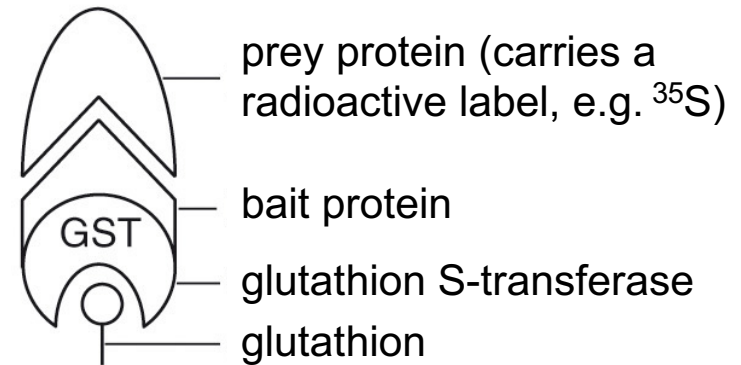 prey protein (carries a
radioactive label, e.g. ³⁵S)
bait protein
GST
glutathion S-transferase
glutathion